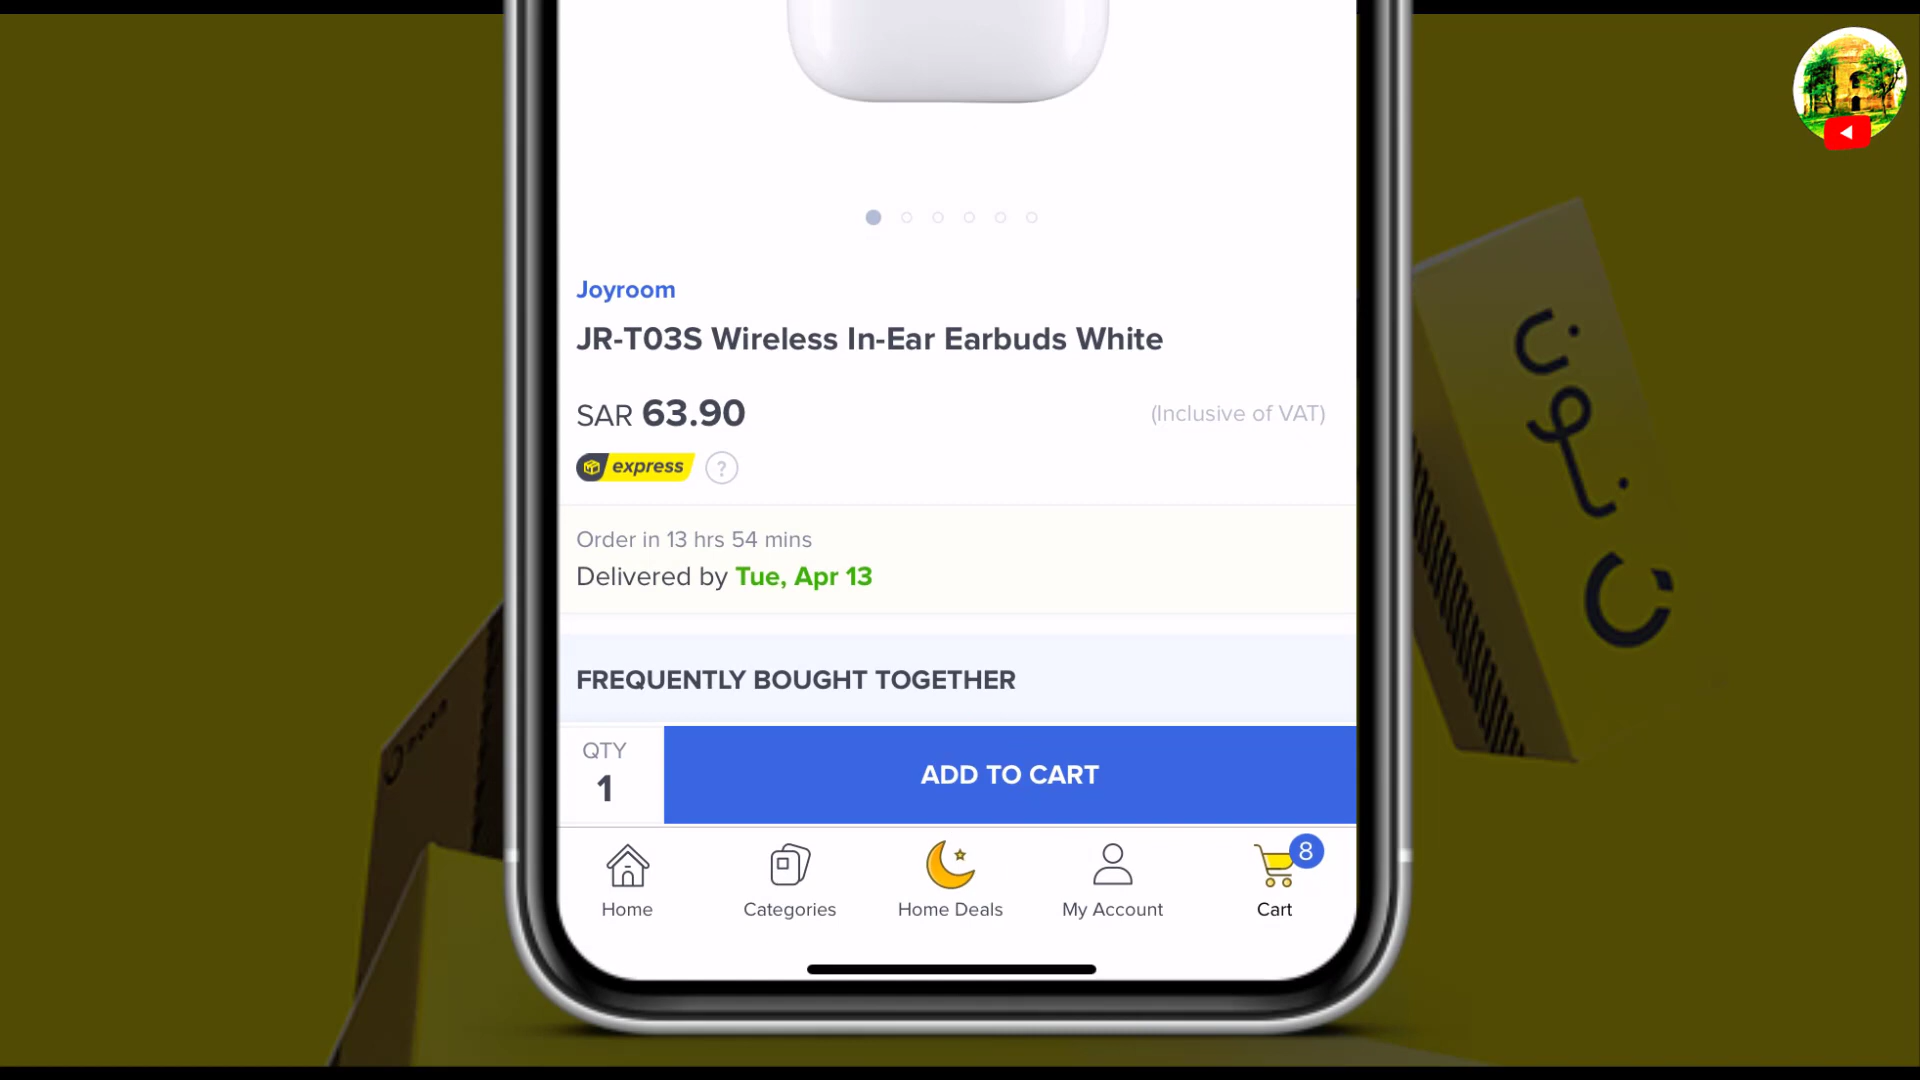 Joyroom
JR-T03S Wireless In-Ear Earbuds White
SAR 63.90
(Inclusive of VAT)
express
?
Order in 13 hrs 54 mins
Delivered by Tue, Apr 13
FREQUENTLY BOUGHT TOGETHER
QTY
1
ADD TO CART
8
Home
Categories
Home Deals
My Account
Cart
نون
noon